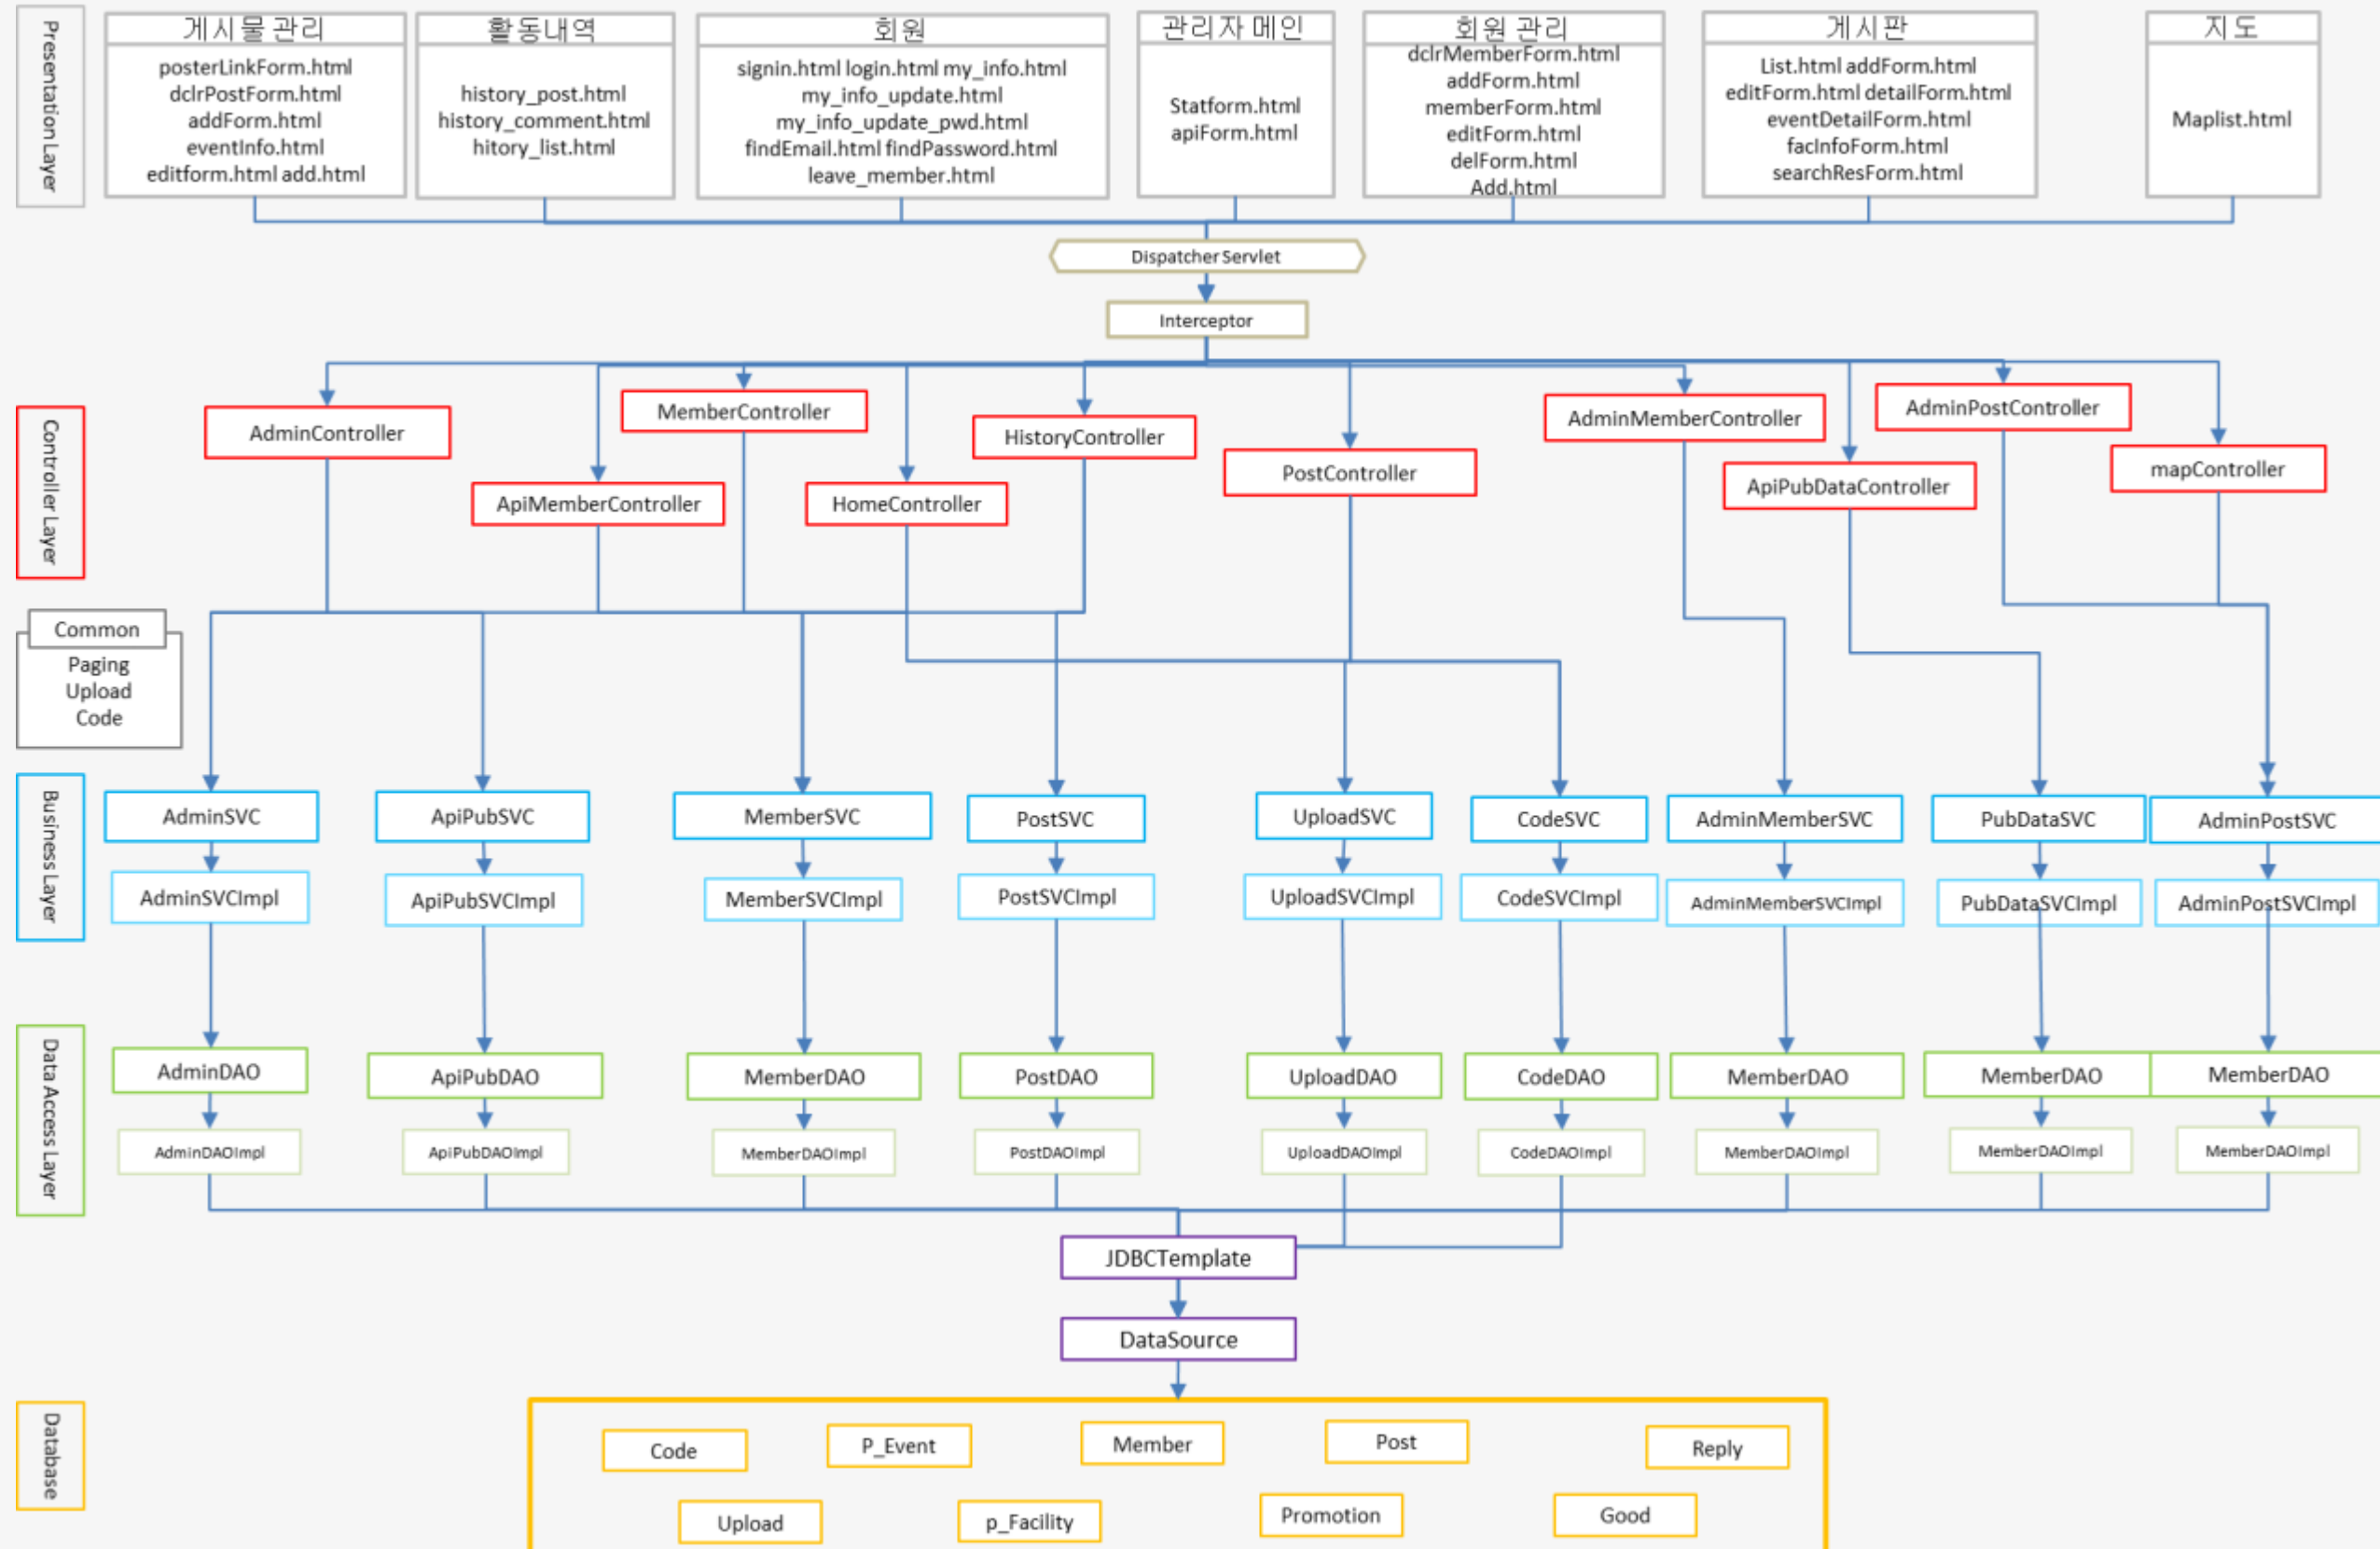 Presentation Layer
게시물 관리
posterLinkForm.html
dclrPostForm.html
addForm.html
eventInfo.html
editform.html add.html
활동내역
history_post.html
history_comment.html
hitory_list.html
회원
signin.html login.html my_info.html
my_info_update.html
my_info_update_pwd.html
findEmail.html findPassword.html
leave_member.html
관리자 메인
Statform.html
apiForm.html
회원 관리
dclrMemberForm.html
addForm.html
memberForm.html
editForm.html
delForm.html
Add.html
게시판
List.html addForm.html
editForm.html detailForm.html
eventDetailForm.html
facInfoForm.html
searchResForm.html
지도
Maplist.html
Dispatcher Servlet
Interceptor
Controller Layer
AdminController
ApiMemberController
MemberController
HomeController
HistoryController
PostController
AdminMemberController
ApiPubDataController
AdminPostController
mapController
Common
Paging
Upload
Code
Business Layer
AdminSVC
ApiPubSVC
MemberSVC
PostSVC
UploadSVC
CodeSVC
AdminMemberSVC
PubDataSVC
AdminPostSVC
AdminSVCImpl
ApiPubSVCImpl
MemberSVCImpl
PostSVCImpl
UploadSVCImpl
CodeSVCImpl
AdminMemberSVCImpl
PubDataSVCImpl
AdminPostSVCImpl
Data Access Layer
AdminDAO
ApiPubDAO
MemberDAO
PostDAO
UploadDAO
CodeDAO
MemberDAO
MemberDAO
MemberDAO
AdminDAOImpl
ApiPubDAOImpl
MemberDAOImpl
PostDAOImpl
UploadDAOImpl
CodeDAOImpl
MemberDAOImpl
MemberDAOImpl
MemberDAOImpl
JDBCTemplate
DataSource
Database
Code
P_Event
Member
Post
Reply
Upload
p_Facility
Promotion
Good